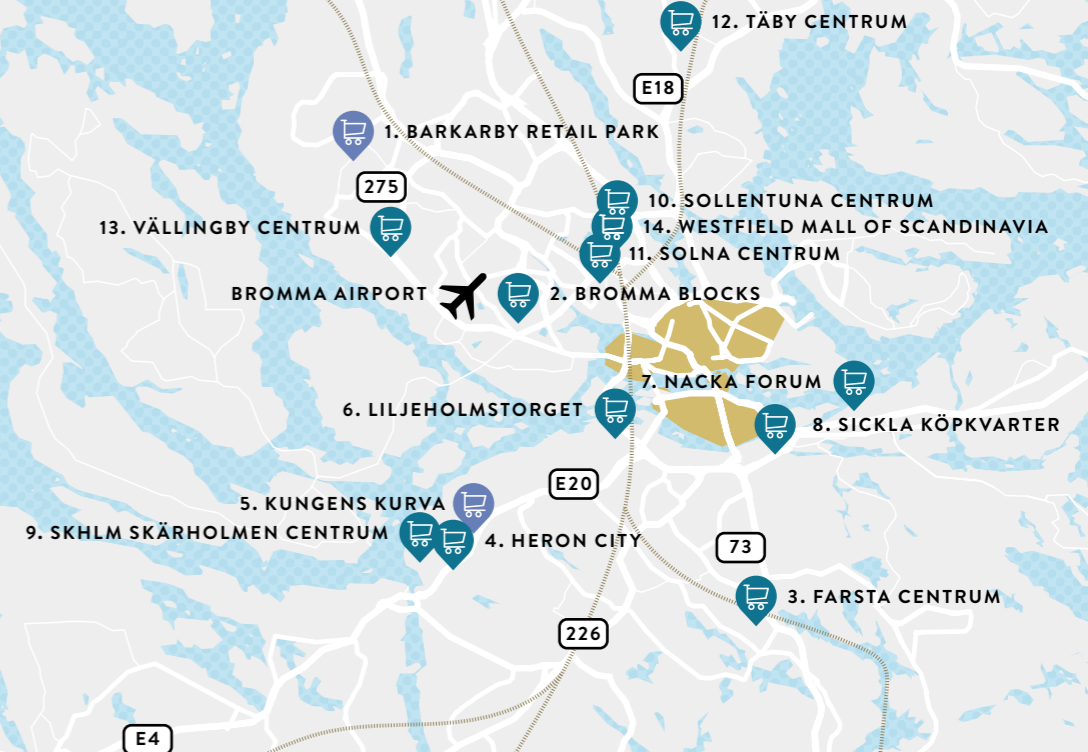 12. TÄBY CENTRUM
E18
1. BARKARBY RETAIL PARK
275
10. SOLLENTUNA CENTRUM
13. VÄLLINGBY CENTRUM
14. WESTFIELD MALL OF SCANDINAVIA
11. SOLNA CENTRUM
BROMMA AIRPORT
2. BROMMA BLOCKS
7. NACKA FORUM
6. LILJEHOLMSTORGET
8. SICKLA KÖPKVARTER
E20
5. KUNGENS KURVA
9. SKHLM SKÄRHOLMEN CENTRUM
4. HERON CITY
73
3. FARSTA CENTRUM
226
E4